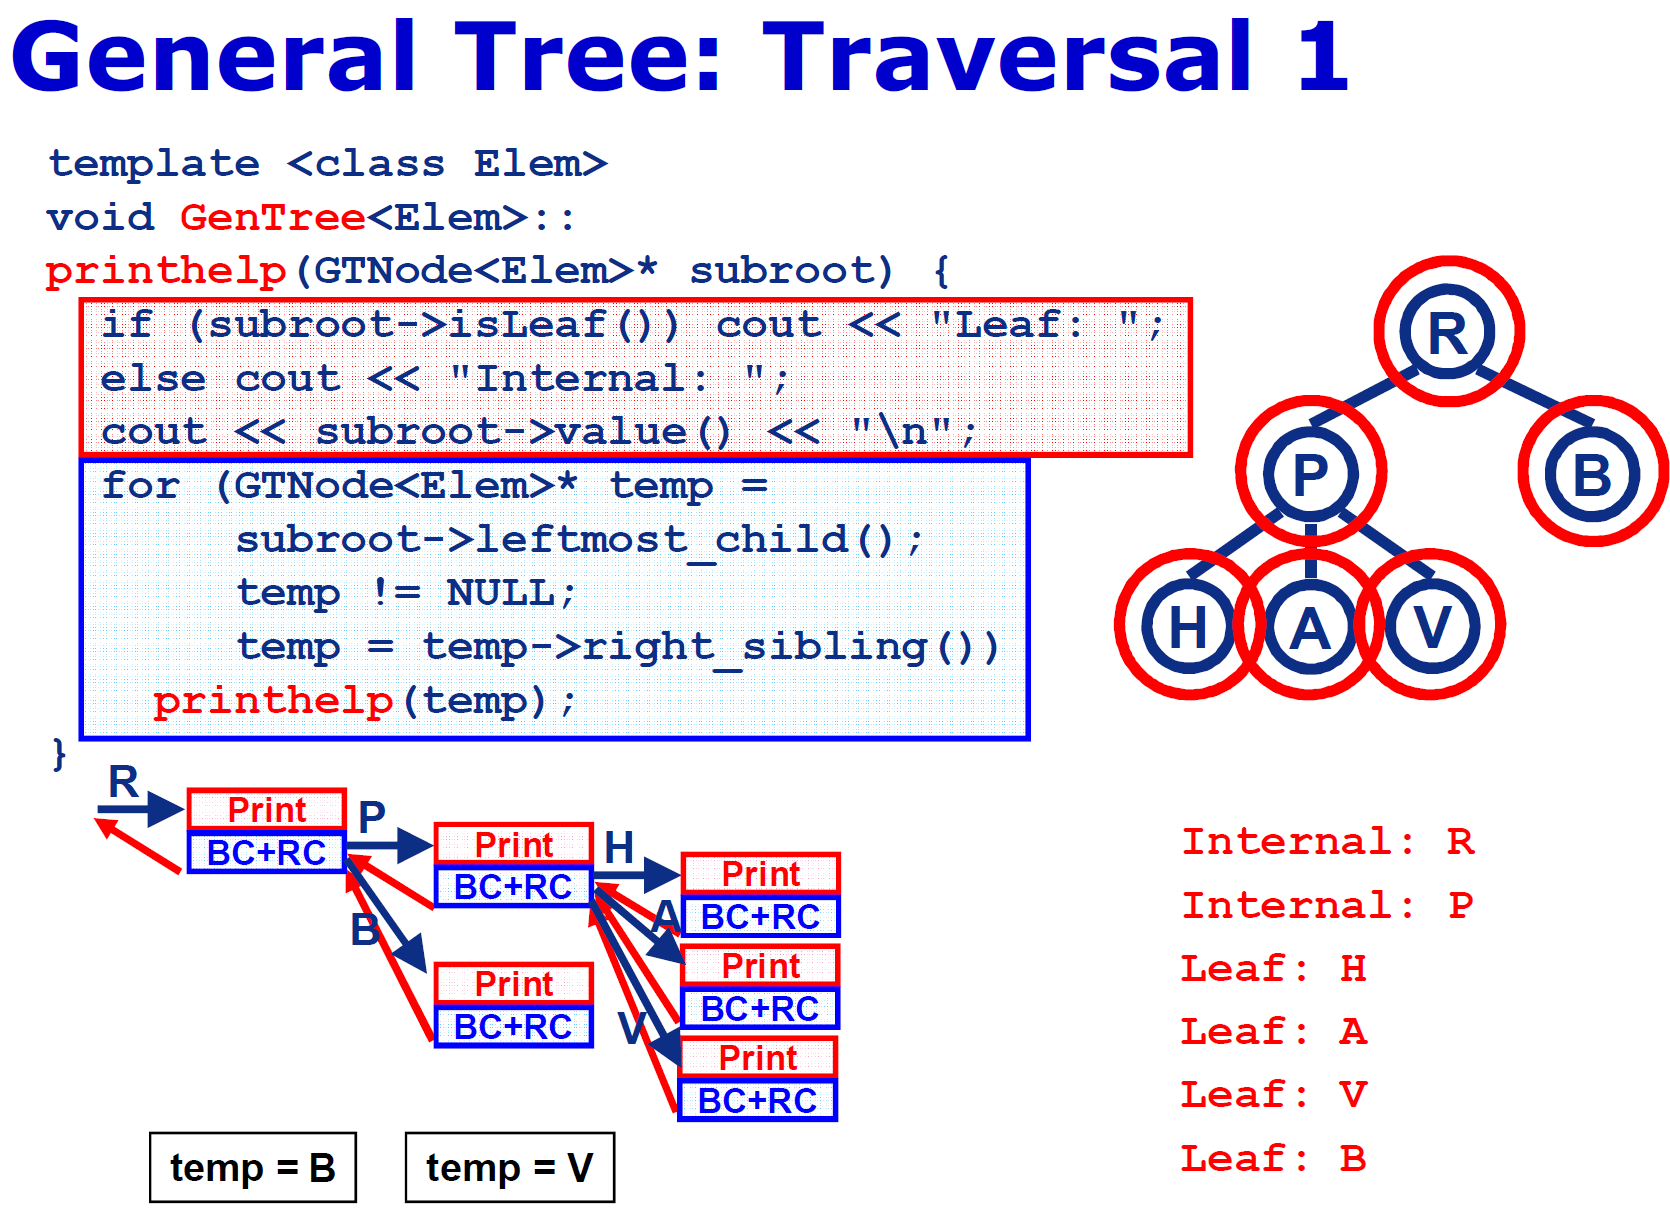 General Tree: Traversal 1
template <class Elem>
void GenTree<Elem>::
printhelp(GTNode<Elem>* subroot) {
if (subroot->isLeaf()) cout << "Leaf: ";
else cout << "Internal: ";
cout << subroot->value() << "\n";
for (GTNode<Elem>* temp =
subroot->leftmost_child();
temp != NULL;
temp = temp->right_sibling())
printhelp(temp);
}
R
P
B
H
A
V
R
Print
BC+RC
P
Print
BC+RC
H
Print
BC+RC
A
Print
BC+RC
V
Print
BC+RC
B
Print
BC+RC
temp = B
temp = V
Internal: R
Internal: P
Leaf: H
Leaf: A
Leaf: V
Leaf: B